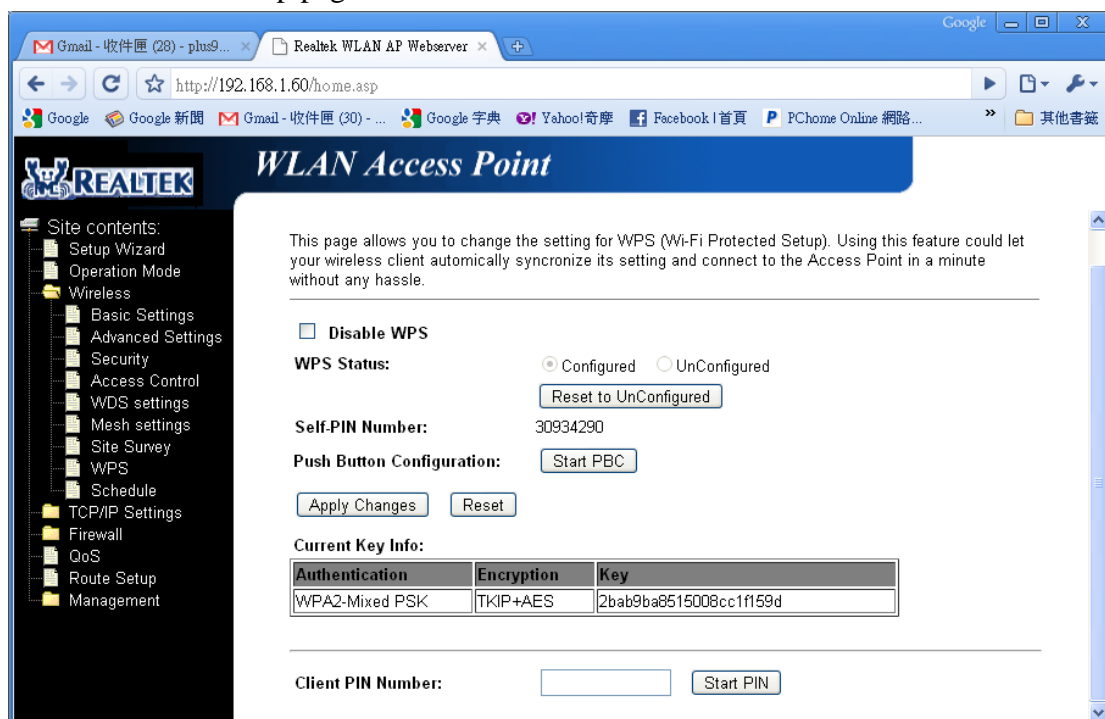 Google
Gmail - 收件匣 (28) - plus9...
Realtek WLAN AP Webserver
http://192.168.1.60/home.asp
Google Google 新聞 Gmail - 收件匣 (30) - ... Google 字典 Yahoo!奇摩 Facebook | 首頁 PChome Online 網路... » 其他書籤
REALTEK
WLAN Access Point
Site contents:
Setup Wizard
Operation Mode
Wireless
Basic Settings
Advanced Settings
Security
Access Control
WDS settings
Mesh settings
Site Survey
WPS
Schedule
TCP/IP Settings
Firewall
QoS
Route Setup
Management
This page allows you to change the setting for WPS (Wi-Fi Protected Setup). Using this feature could let
your wireless client automically syncronize its setting and connect to the Access Point in a minute
without any hassle.
Disable WPS
WPS Status: Configured UnConfigured
Reset to UnConfigured
Self-PIN Number: 30934290
Push Button Configuration: Start PBC
Apply Changes Reset
Current Key Info:
Authentication Encryption Key
WPA2-Mixed PSK TKIP+AES 2bab9ba8515008cc1f159d
Client PIN Number: Start PIN